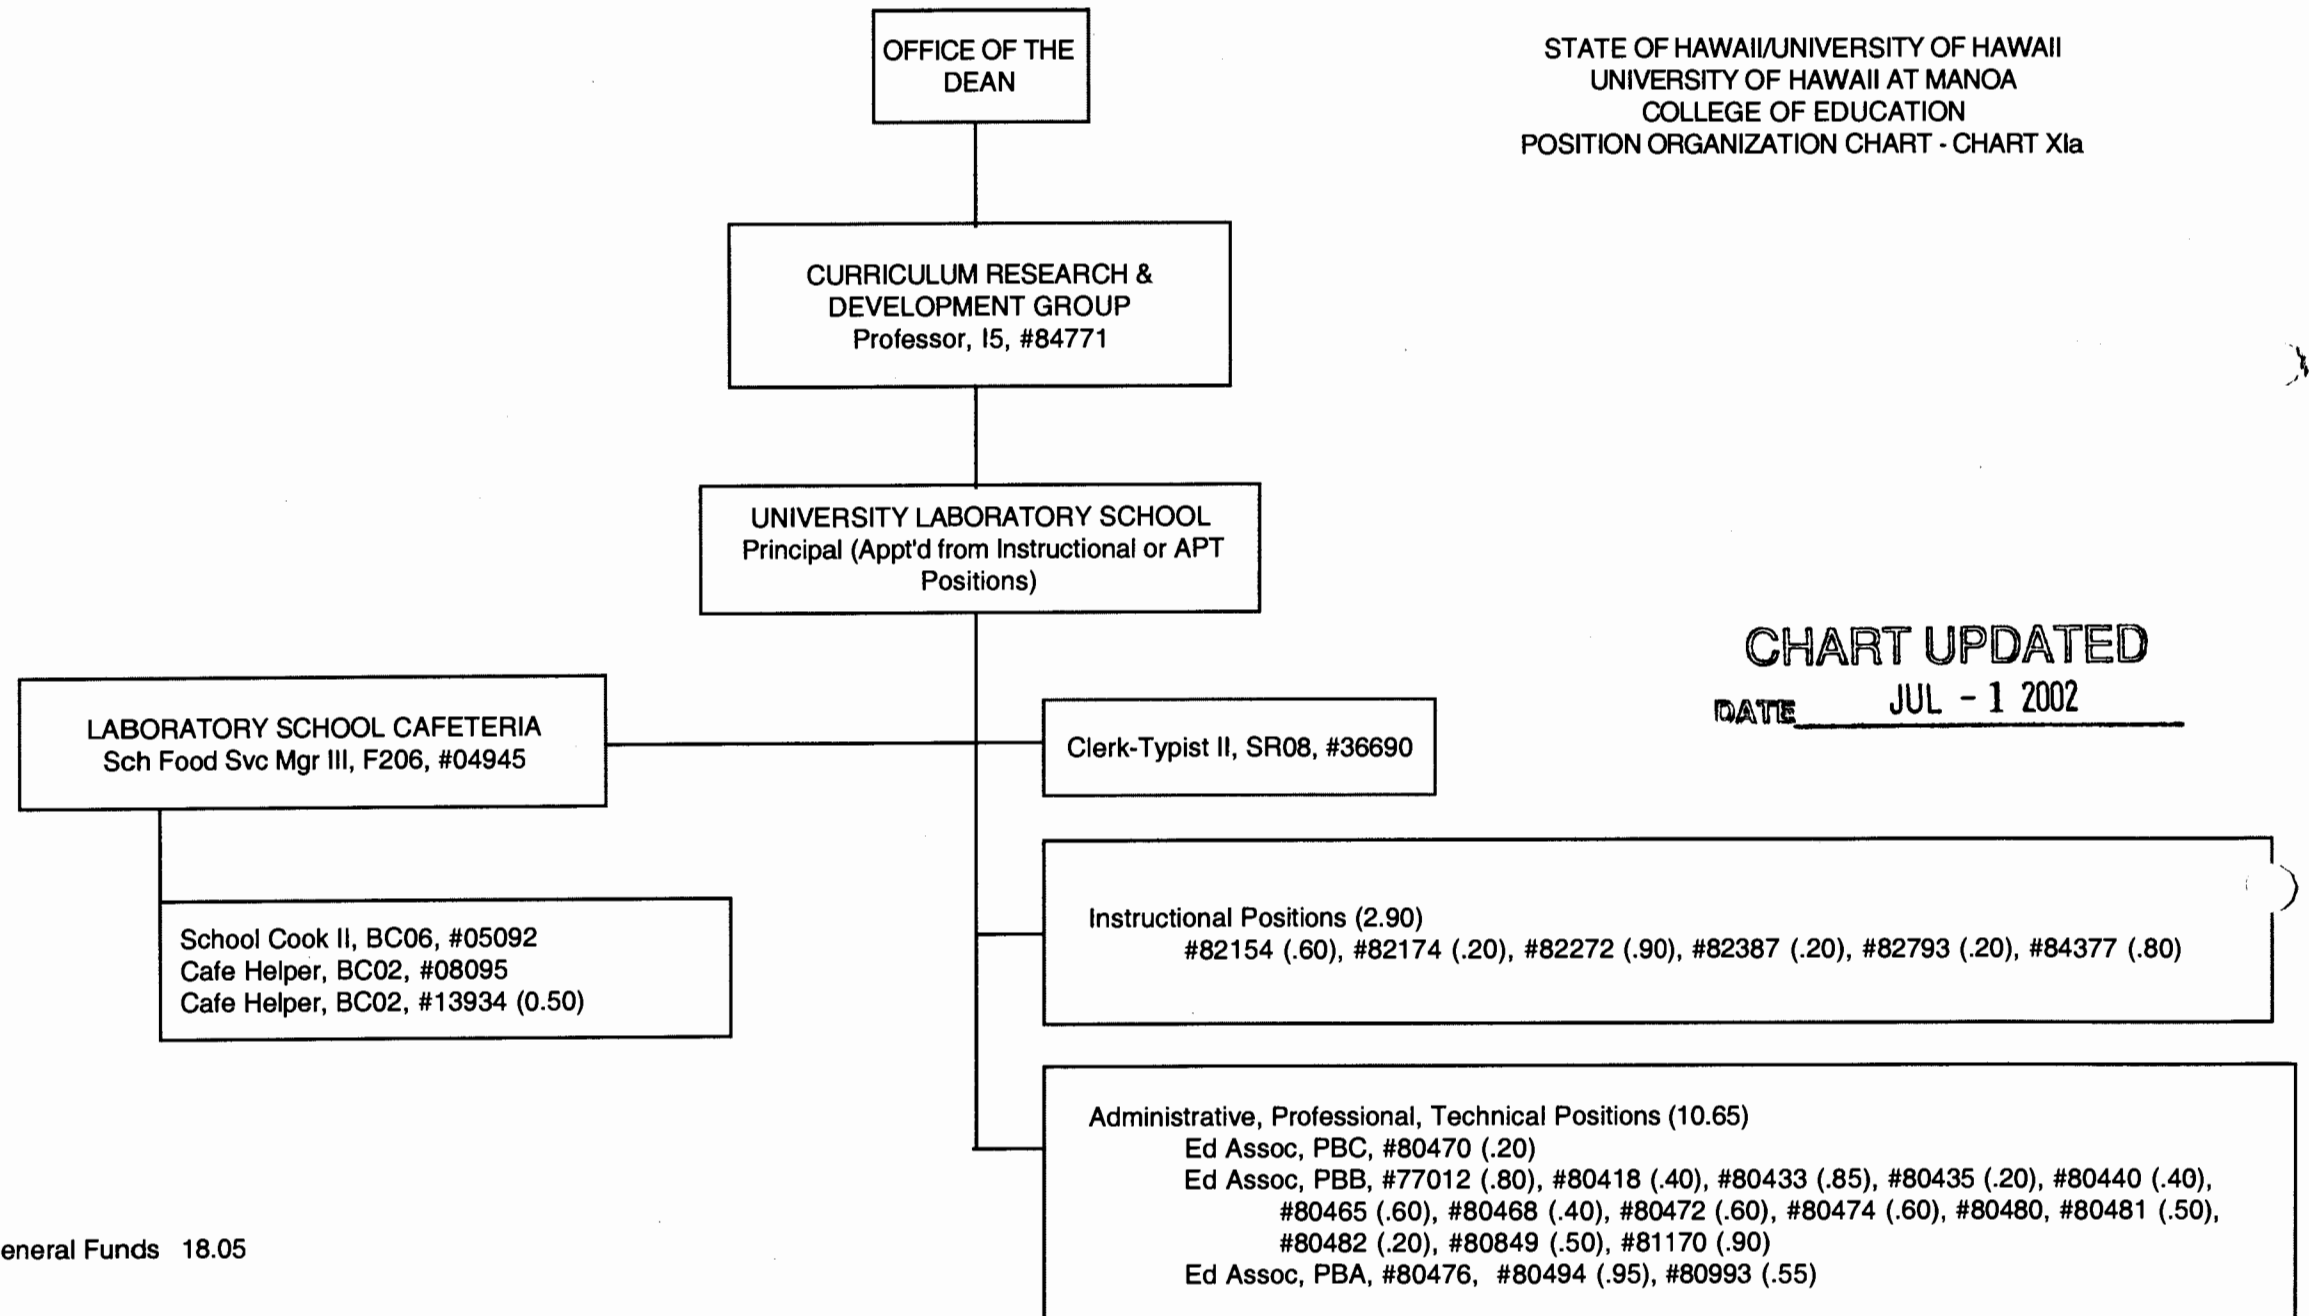 OFFICE OF THE
DEAN
STATE OF HAWAII/UNIVERSITY OF HAWAII
UNIVERSITY OF HAWAII AT MANOA
COLLEGE OF EDUCATION
POSITION ORGANIZATION CHART - CHART XIa
CURRICULUM RESEARCH &
DEVELOPMENT GROUP
Professor, I5, #84771
UNIVERSITY LABORATORY SCHOOL
Principal (Appt'd from Instructional or APT
Positions)
CHART UPDATED
DATE JUL - 1 2002
LABORATORY SCHOOL CAFETERIA
Sch Food Svc Mgr III, F206, #04945
Clerk-Typist II, SR08, #36690
School Cook II, BC06, #05092
Cafe Helper, BC02, #08095
Cafe Helper, BC02, #13934 (0.50)
Instructional Positions (2.90)
#82154 (.60), #82174 (.20), #82272 (.90), #82387 (.20), #82793 (.20), #84377 (.80)
Administrative, Professional, Technical Positions (10.65)
Ed Assoc, PBC, #80470 (.20)
Ed Assoc, PBB, #77012 (.80), #80418 (.40), #80433 (.85), #80435 (.20), #80440 (.40),
#80465 (.60), #80468 (.40), #80472 (.60), #80474 (.60), #80480, #80481 (.50),
#80482 (.20), #80849 (.50), #81170 (.90)
Ed Assoc, PBA, #80476, #80494 (.95), #80993 (.55)
eneral Funds 18.05